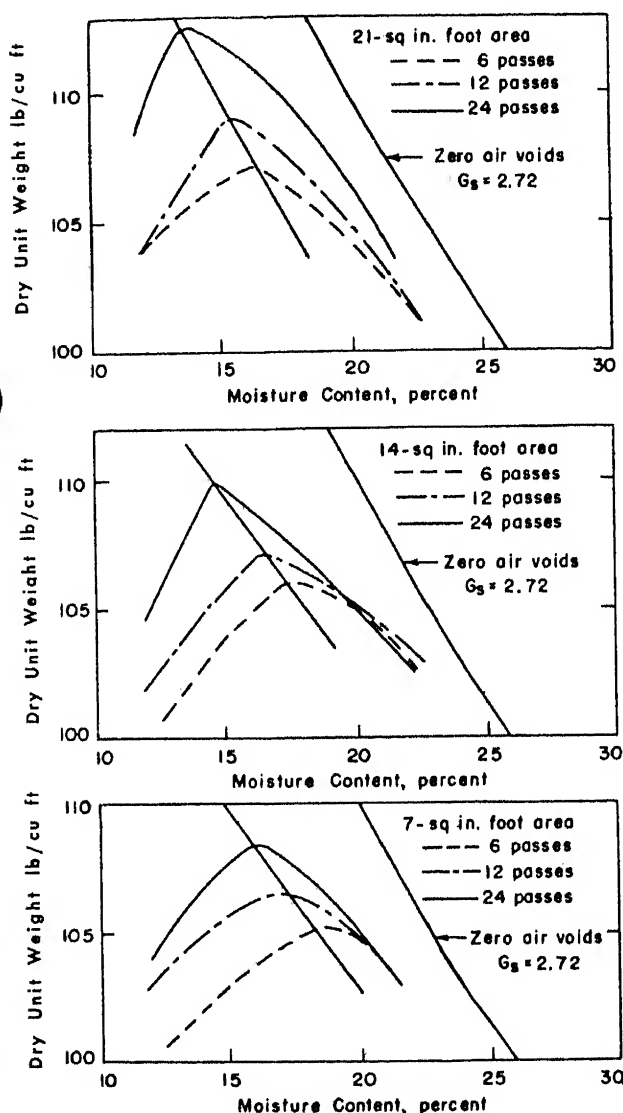 21-sq in. foot area
6 passes
12 passes
24 passes
Zero air voids
Gs = 2.72
110
105
100
10 15 20 25 30
Dry Unit Weight lb/cu ft
Moisture Content, percent
14-sq in. foot area
6 passes
12 passes
24 passes
Zero air voids
Gs = 2.72
110
105
100
10 15 20 25 30
Dry Unit Weight lb/cu ft
Moisture Content, percent
7-sq in. foot area
6 passes
12 passes
24 passes
Zero air voids
Gs = 2.72
110
105
100
10 15 20 25 30
Dry Unit Weight lb/cu ft
Moisture Content, percent